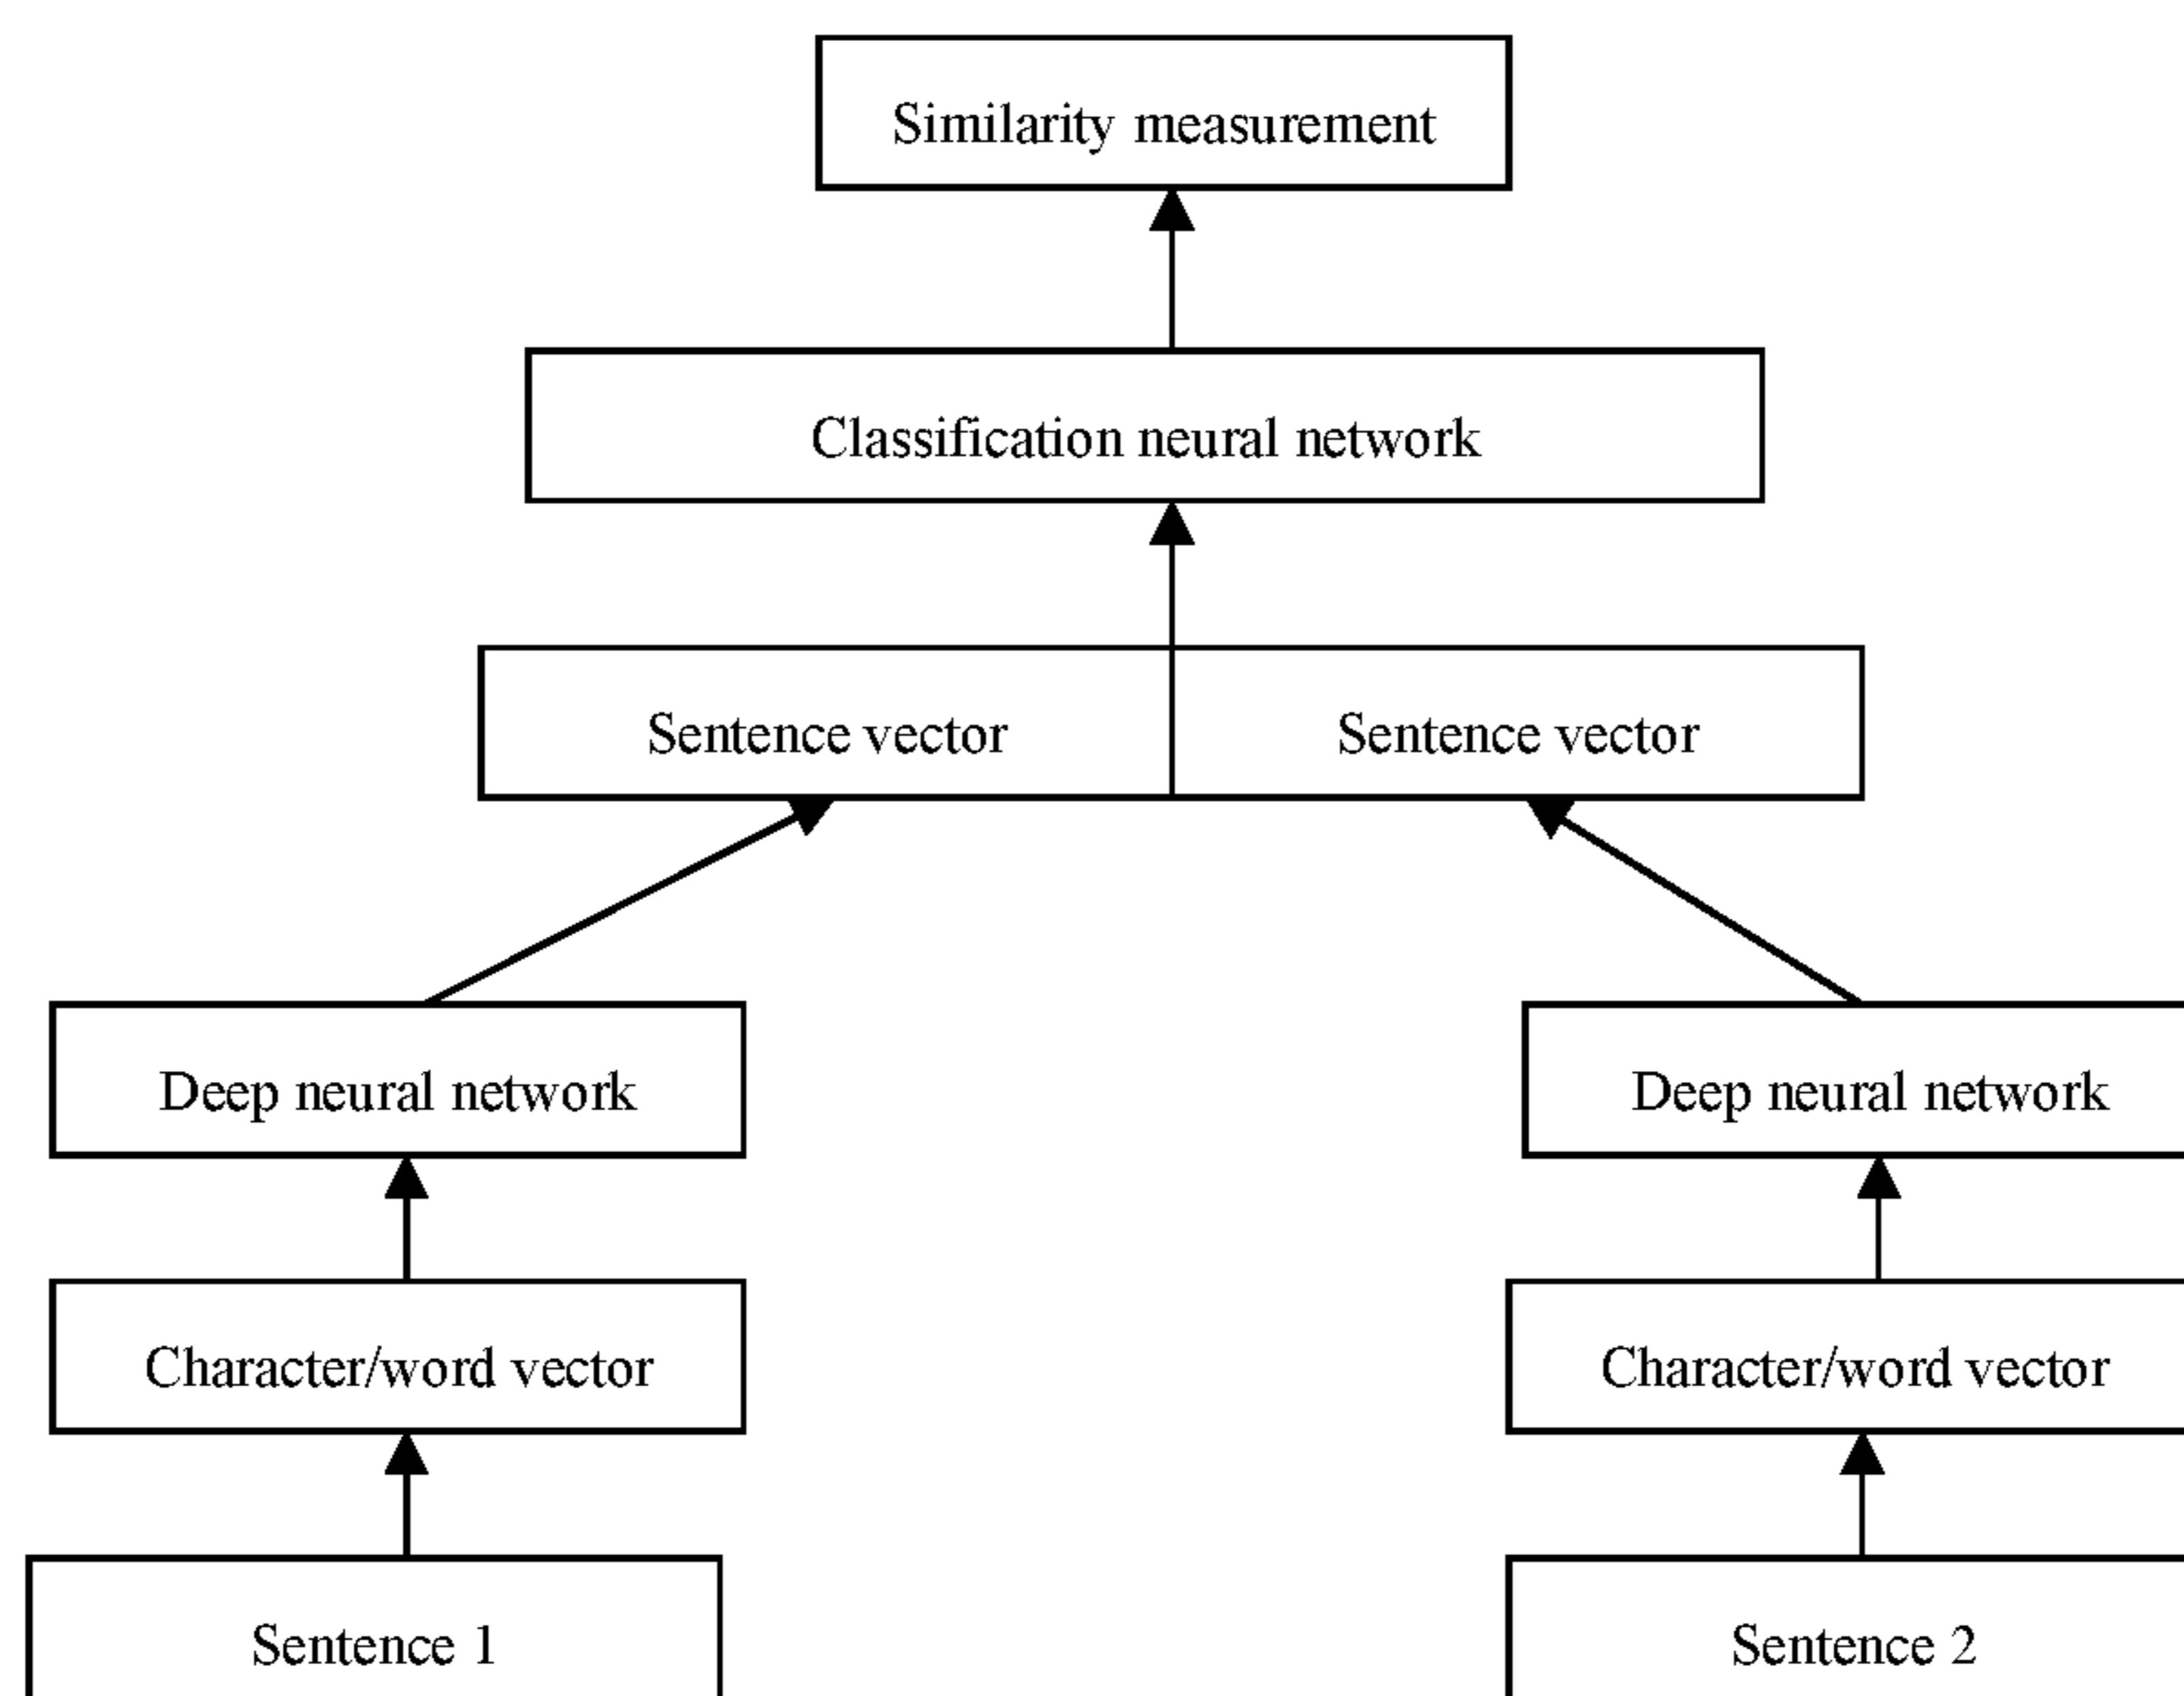 Similarity measurement
Classification neural network
Sentence vector
Sentence vector
Deep neural network
Deep neural network
Character/word vector
Character/word vector
Sentence 1
Sentence 2